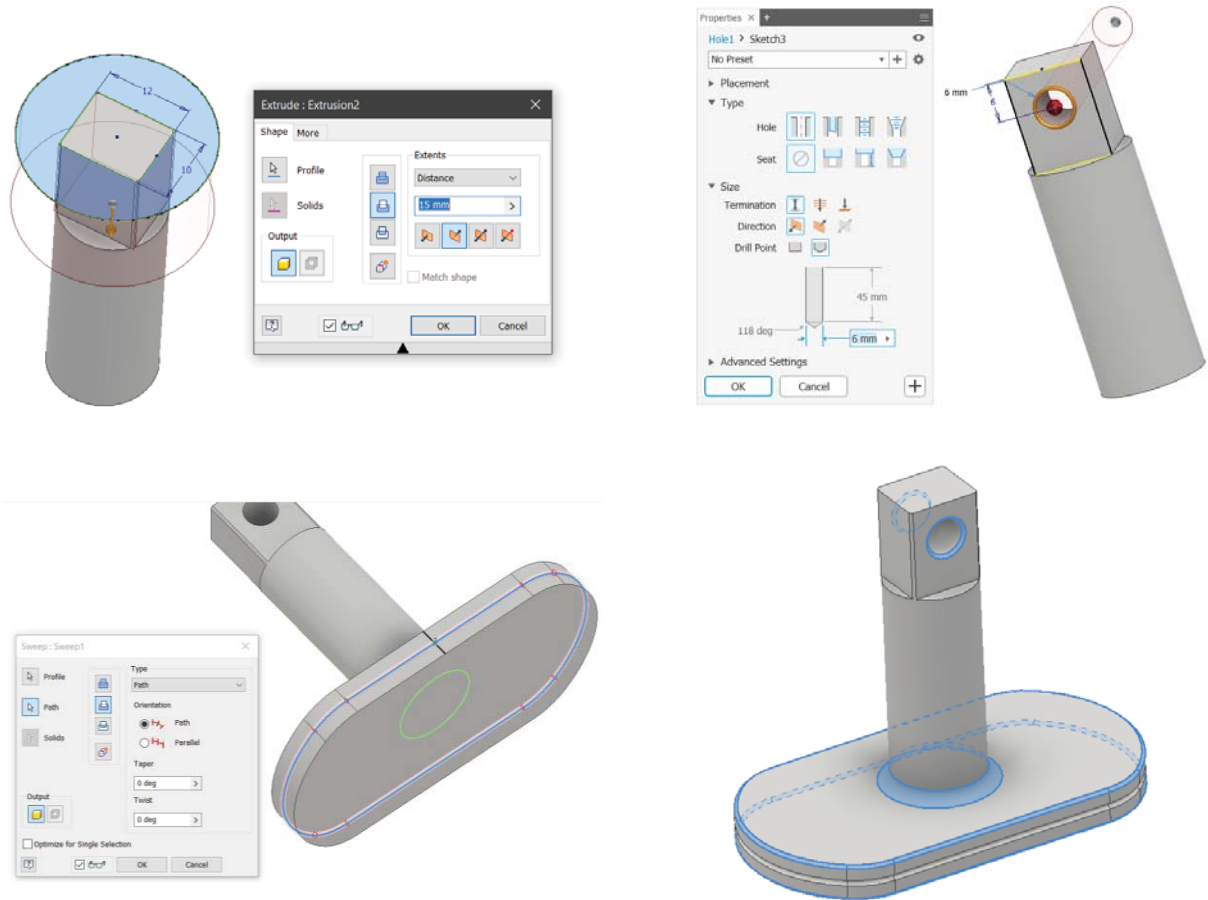 12
10
Extrude : Extrusion2
Shape More
Profile
Solids
Output
Extents
Distance
15 mm
Match shape
OK Cancel
Properties
Hole1 > Sketch3
No Preset
Placement
Type
Hole
Seat
Size
Termination
Direction
Drill Point
45 mm
118 deg
6 mm
Advanced Settings
OK Cancel
6 mm
6
Sweep : Sweep1
Profile
Path
Solids
Output
Type
Path
Orientation
Path
Parallel
Taper
0 deg
Twist
0 deg
Optimize for Single Selection
OK Cancel